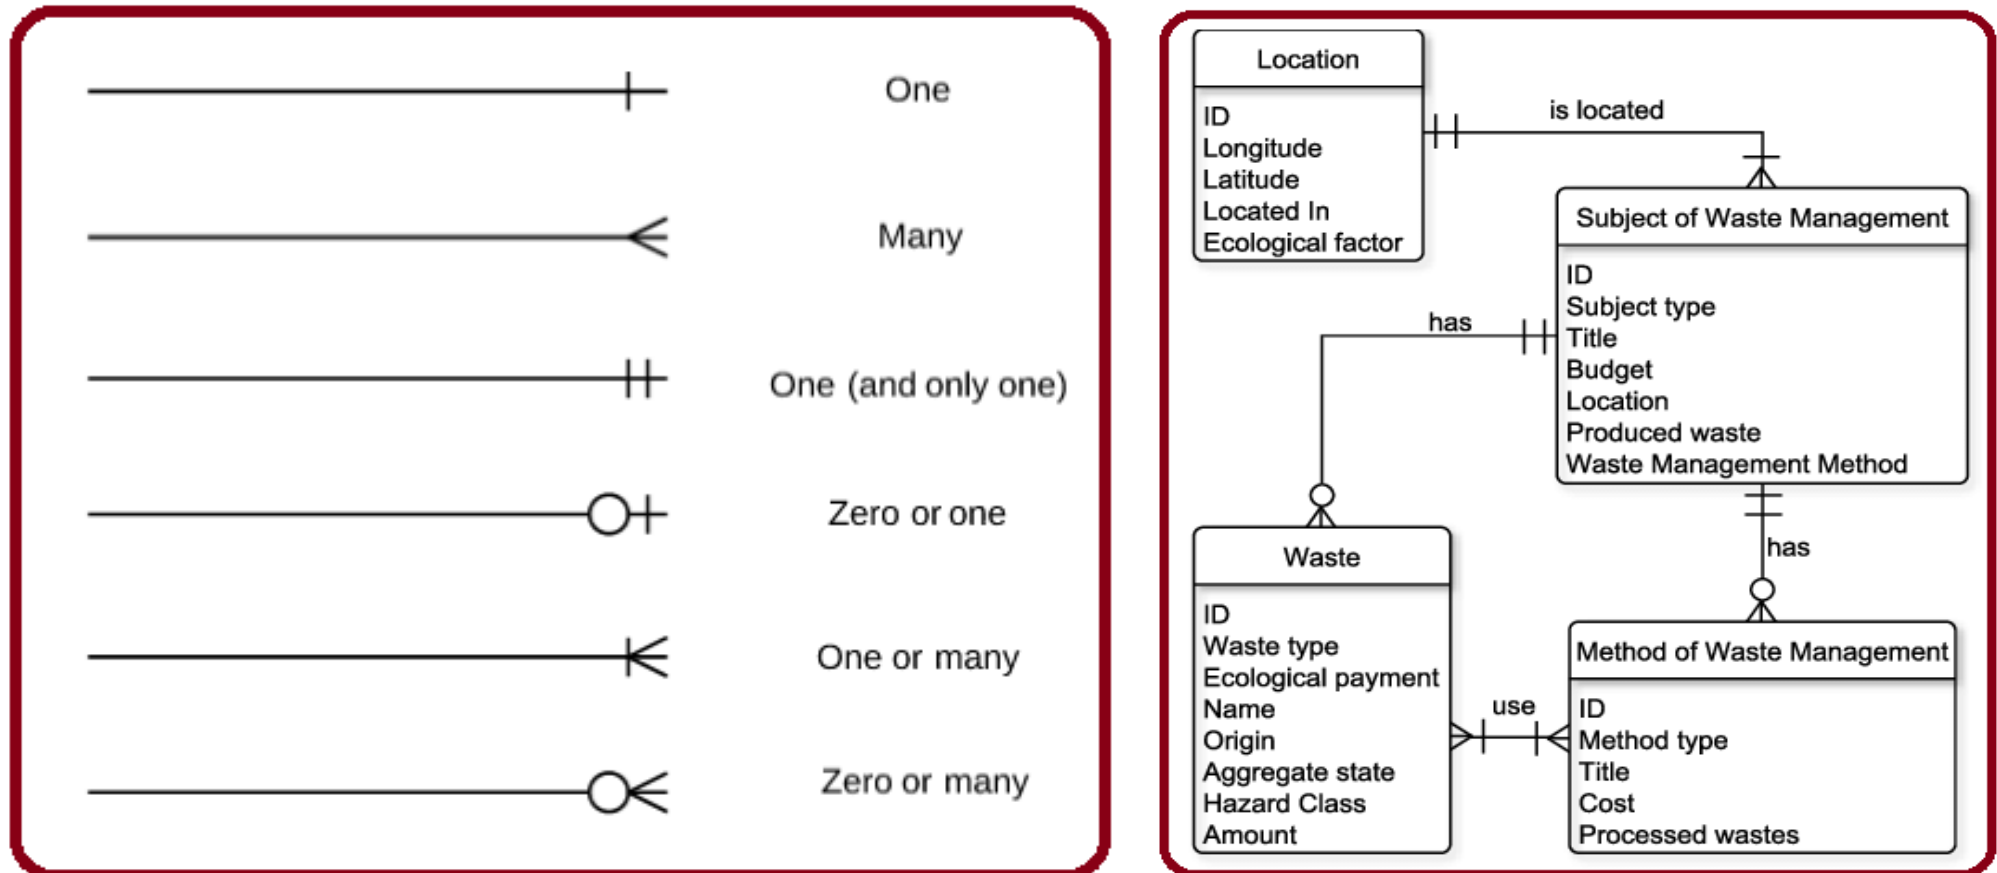 One
Many
One (and only one)
Zero or one
One or many
Zero or many
Location
ID
Longitude
Latitude
Located In
Ecological factor
is located
Subject of Waste Management
ID
Subject type
Title
Budget
Location
Produced waste
Waste Management Method
has
has
Waste
ID
Waste type
Ecological payment
Name
Origin
Aggregate state
Hazard Class
Amount
use
Method of Waste Management
ID
Method type
Title
Cost
Processed wastes